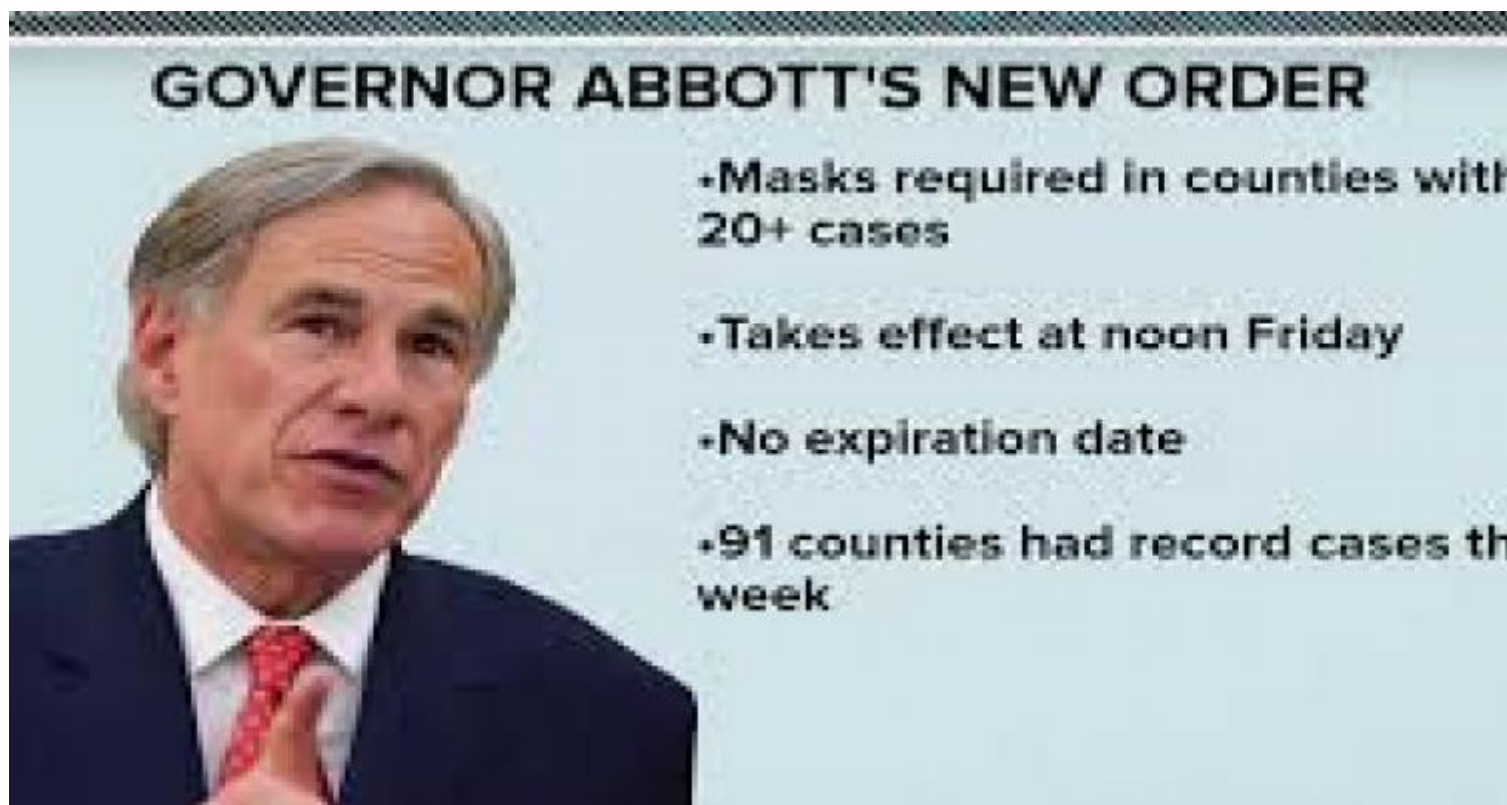 GOVERNOR ABBOTT'S NEW ORDER
•Masks required in counties
20+ cases
•Takes effect at noon Friday
•No expiration date
•91 counties had record cases
week